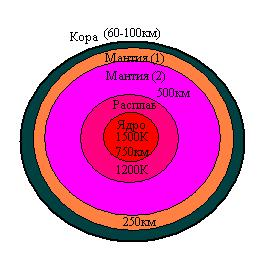 Кора (60-100км)
Мантия (1)
Мантия (2)
500км
Расплав
Ядро
1500К
750км
1200К
250км